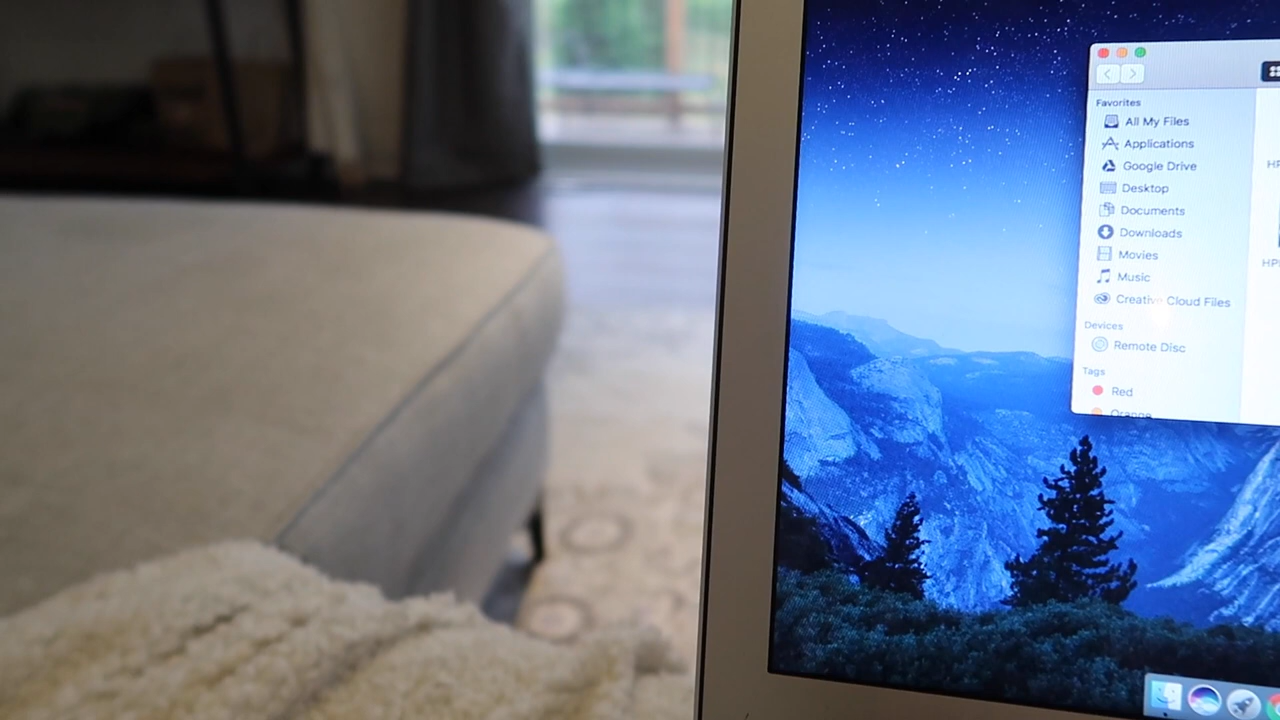 Favorites
All My Files
Applications
Google Drive
Desktop
Documents
Downloads
Movies
Music
Creative Cloud Files
Devices
Remote Disc
Tags
Red
Orange